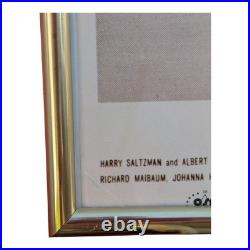 HARRY SALTZMAN and ALBERT
RICHARD MAIBAUM, JOHANNA H